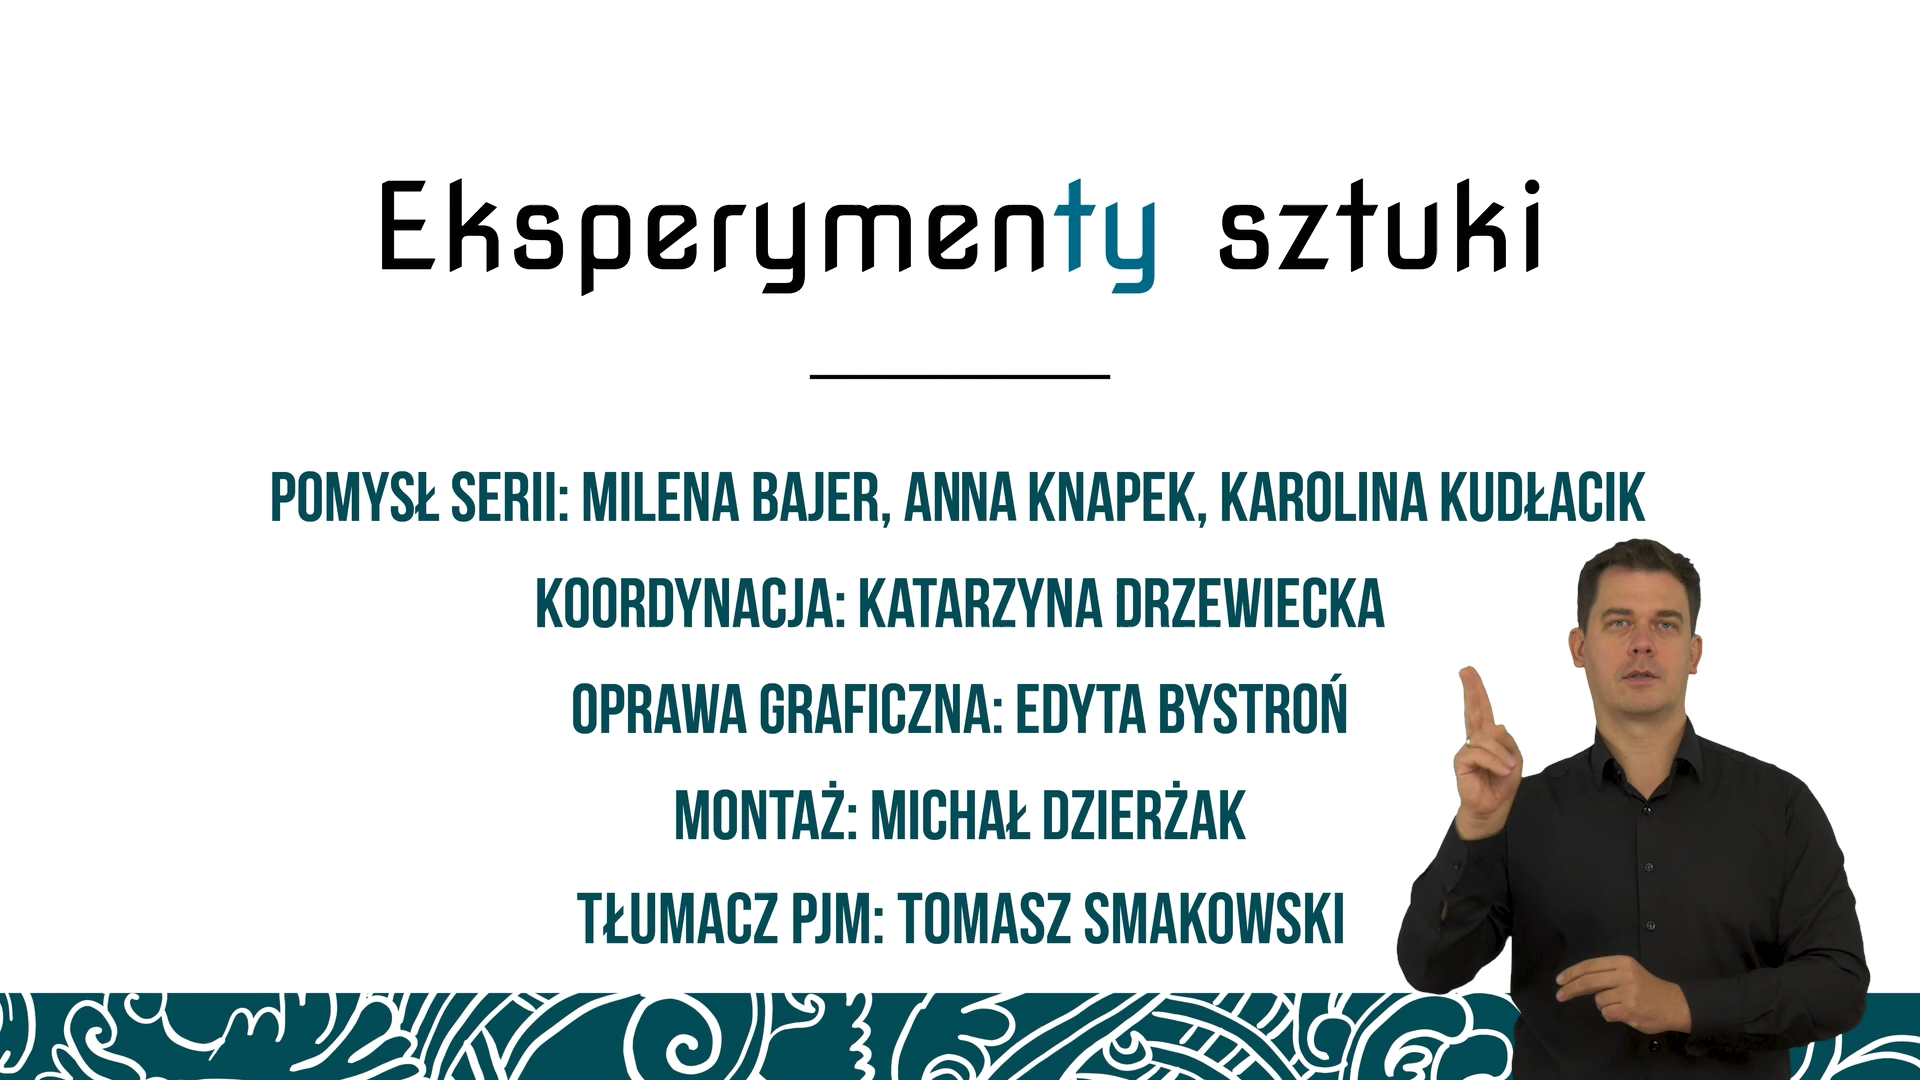 Eksperymenty sztuki
POMYSŁ SERII: MILENA BAJER, ANNA KNAPEK, KAROLINA KUDŁACIK
KOORDYNACJA: KATARZYNA DRZEWIECKA
OPRAWA GRAFICZNA: EDYTA BYSTROŃ
MONTAŻ: MICHAŁ DZIERŻAK
TŁUMACZ PJM: TOMASZ SMAKOWSKI